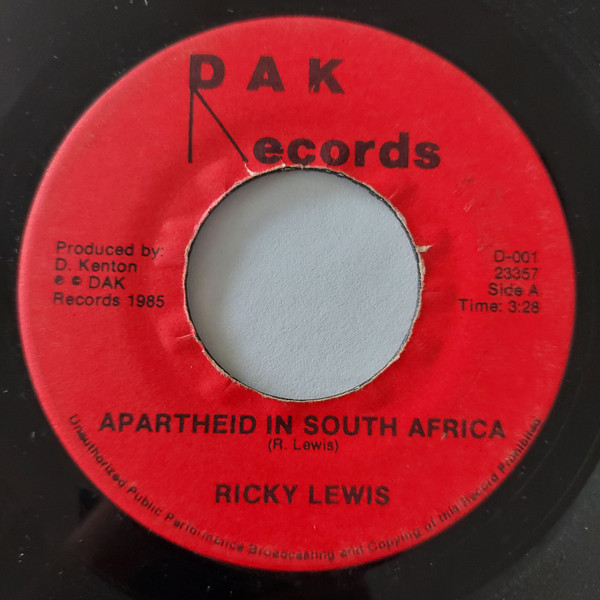 DAK
Records
Produced by:
D. Kenton
℗ © DAK
Records 1985
D-001
23357
Side A
Time: 3:28
APARTHEID IN SOUTH AFRICA
(R. Lewis)
RICKY LEWIS
Unauthorized Public Performance Broadcasting and Copying of this Record Prohibited